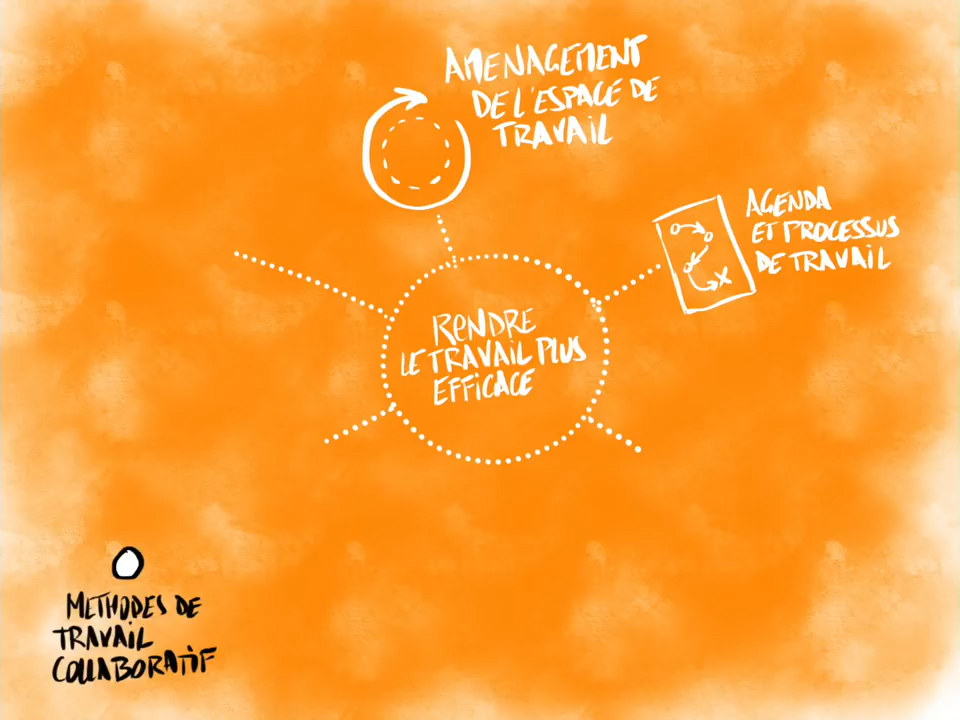 AMENAGEMENT
DE L'ESPACE DE
TRAVAIL
AGENDA
ET PROCESSUS
DE TRAVAIL
RENDRE
LE TRAVAIL PLUS
EFFICACE
METHODES DE
TRAVAIL
COLLABORATIF